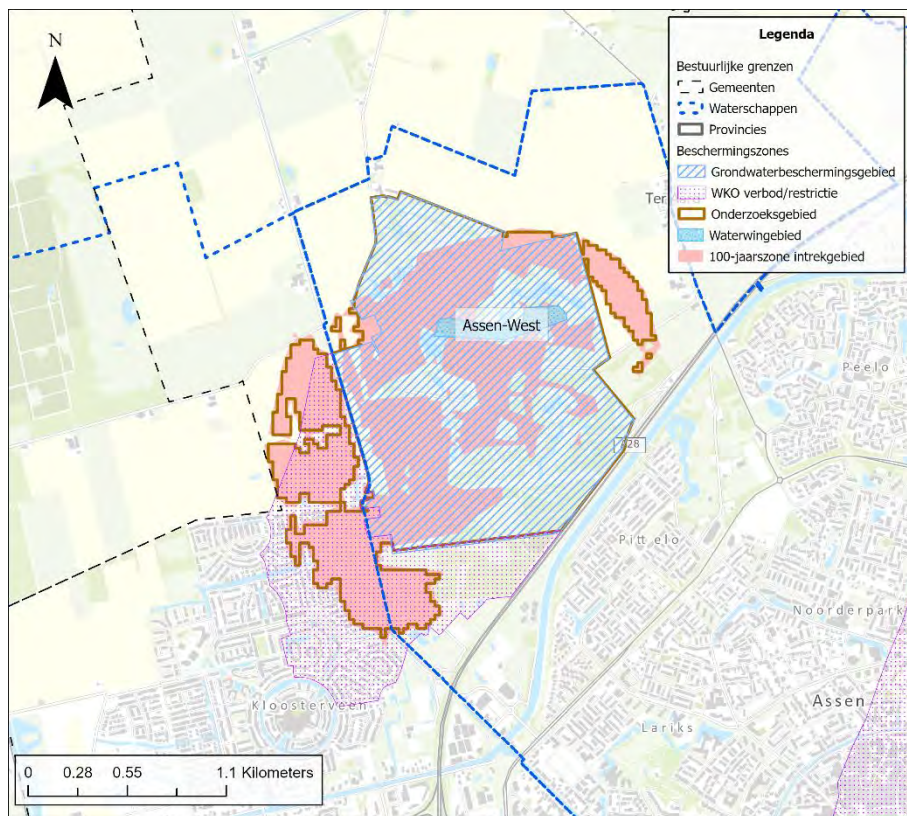 N
Legenda
Bestuurlijke grenzen
Gemeenten
Waterschappen
Provincies
Beschermingszones
Grondwaterbeschermingsgebied
WKO verbod/restrictie
Onderzoeksgebied
Waterwingebied
100-jaarszone intrekgebied
Assen-West
Peelo
A28
Pittelo
Noorderpark
Assen
Kloosterveen
Lariks
0 0.28 0.55 1.1 Kilometers